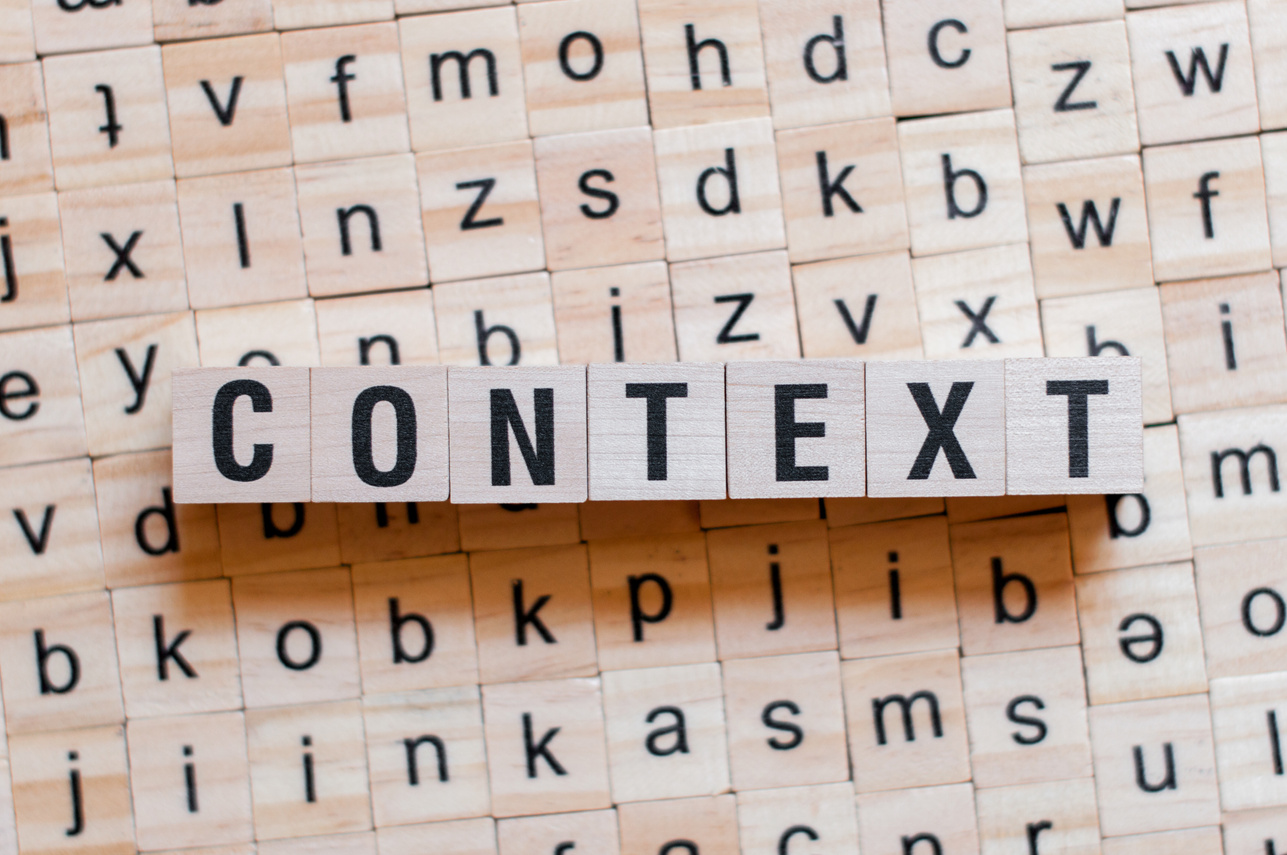 t v f m o h d c z w
j x l n z s d k b w f
e y n b i z v x h i
CONTEXT
v d b m
b k o b k p j i b e o
j i i n k a s m s u l